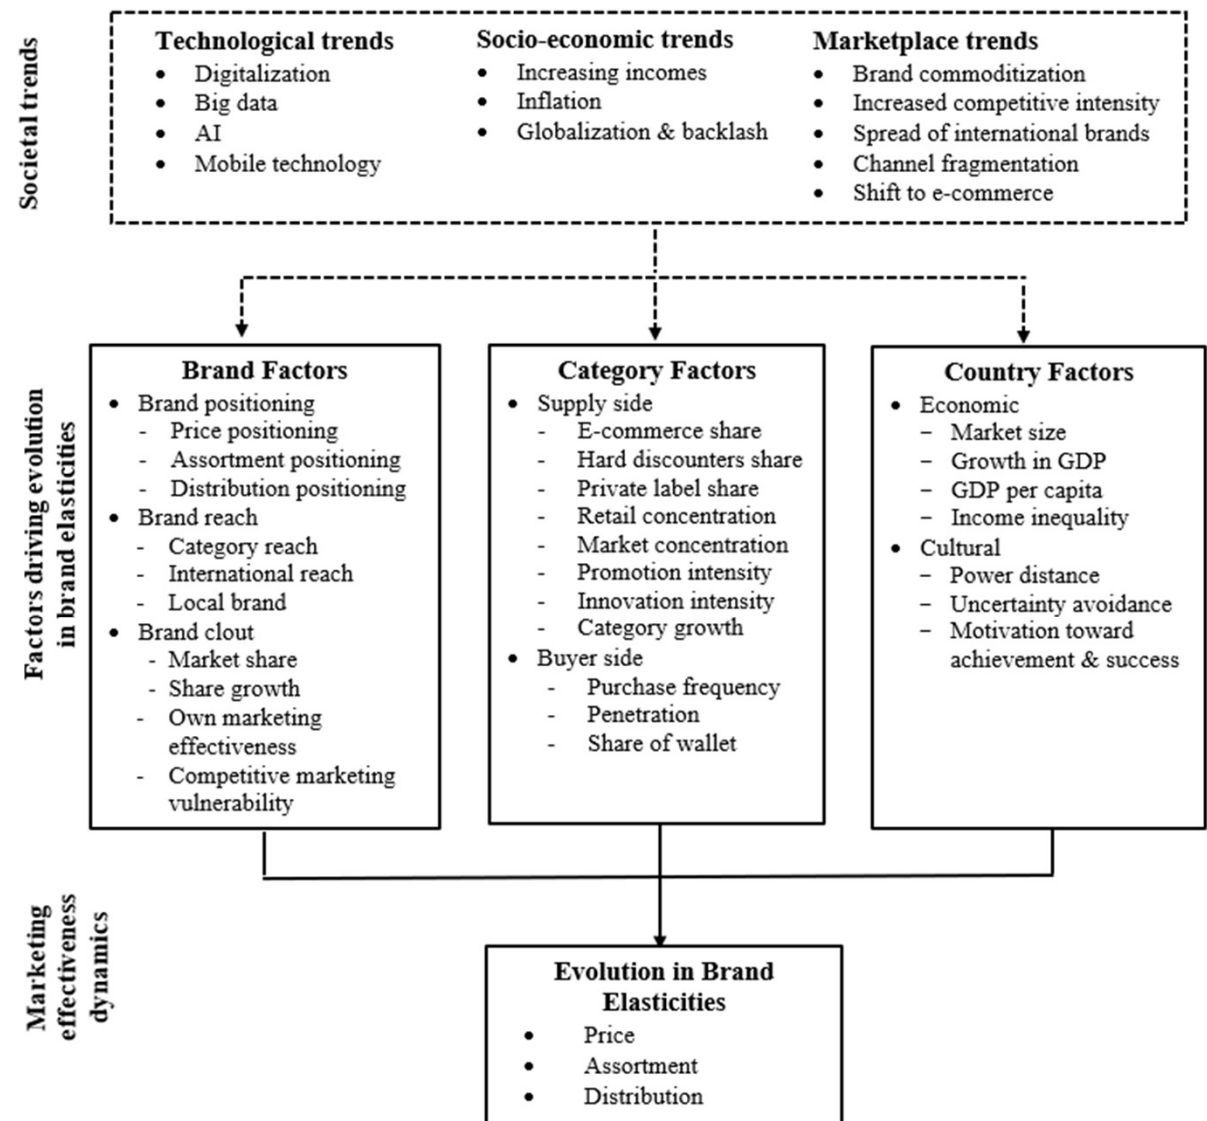 Societal trends
Technological trends
• Digitalization
• Big data
• AI
• Mobile technology
Socio-economic trends
• Increasing incomes
• Inflation
• Globalization & backlash
Marketplace trends
• Brand commoditization
• Increased competitive intensity
• Spread of international brands
• Channel fragmentation
• Shift to e-commerce
Factors driving evolution
in brand elasticities
Brand Factors
• Brand positioning
- Price positioning
- Assortment positioning
- Distribution positioning
• Brand reach
- Category reach
- International reach
- Local brand
• Brand clout
- Market share
- Share growth
- Own marketing
effectiveness
- Competitive marketing
vulnerability
Category Factors
• Supply side
- E-commerce share
- Hard discounters share
- Private label share
- Retail concentration
- Market concentration
- Promotion intensity
- Innovation intensity
- Category growth
• Buyer side
- Purchase frequency
- Penetration
- Share of wallet
Country Factors
• Economic
– Market size
– Growth in GDP
– GDP per capita
– Income inequality
• Cultural
– Power distance
– Uncertainty avoidance
– Motivation toward
achievement & success
Marketing
effectiveness
dynamics
Evolution in Brand
Elasticities
• Price
• Assortment
• Distribution